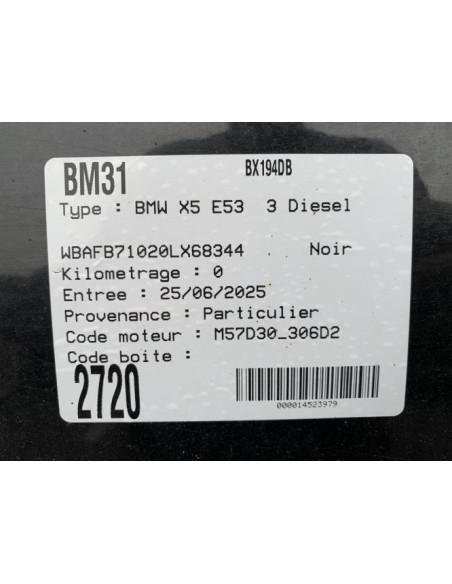 BM31 BX194DB
Type : BMW X5 E53 3 Diesel
WBAFB71020LX68344 Noir
Kilometrage : 0
Entree : 25/06/2025
Provenance : Particulier
Code moteur : M57D30_306D2
Code boite :
2720
000014523979